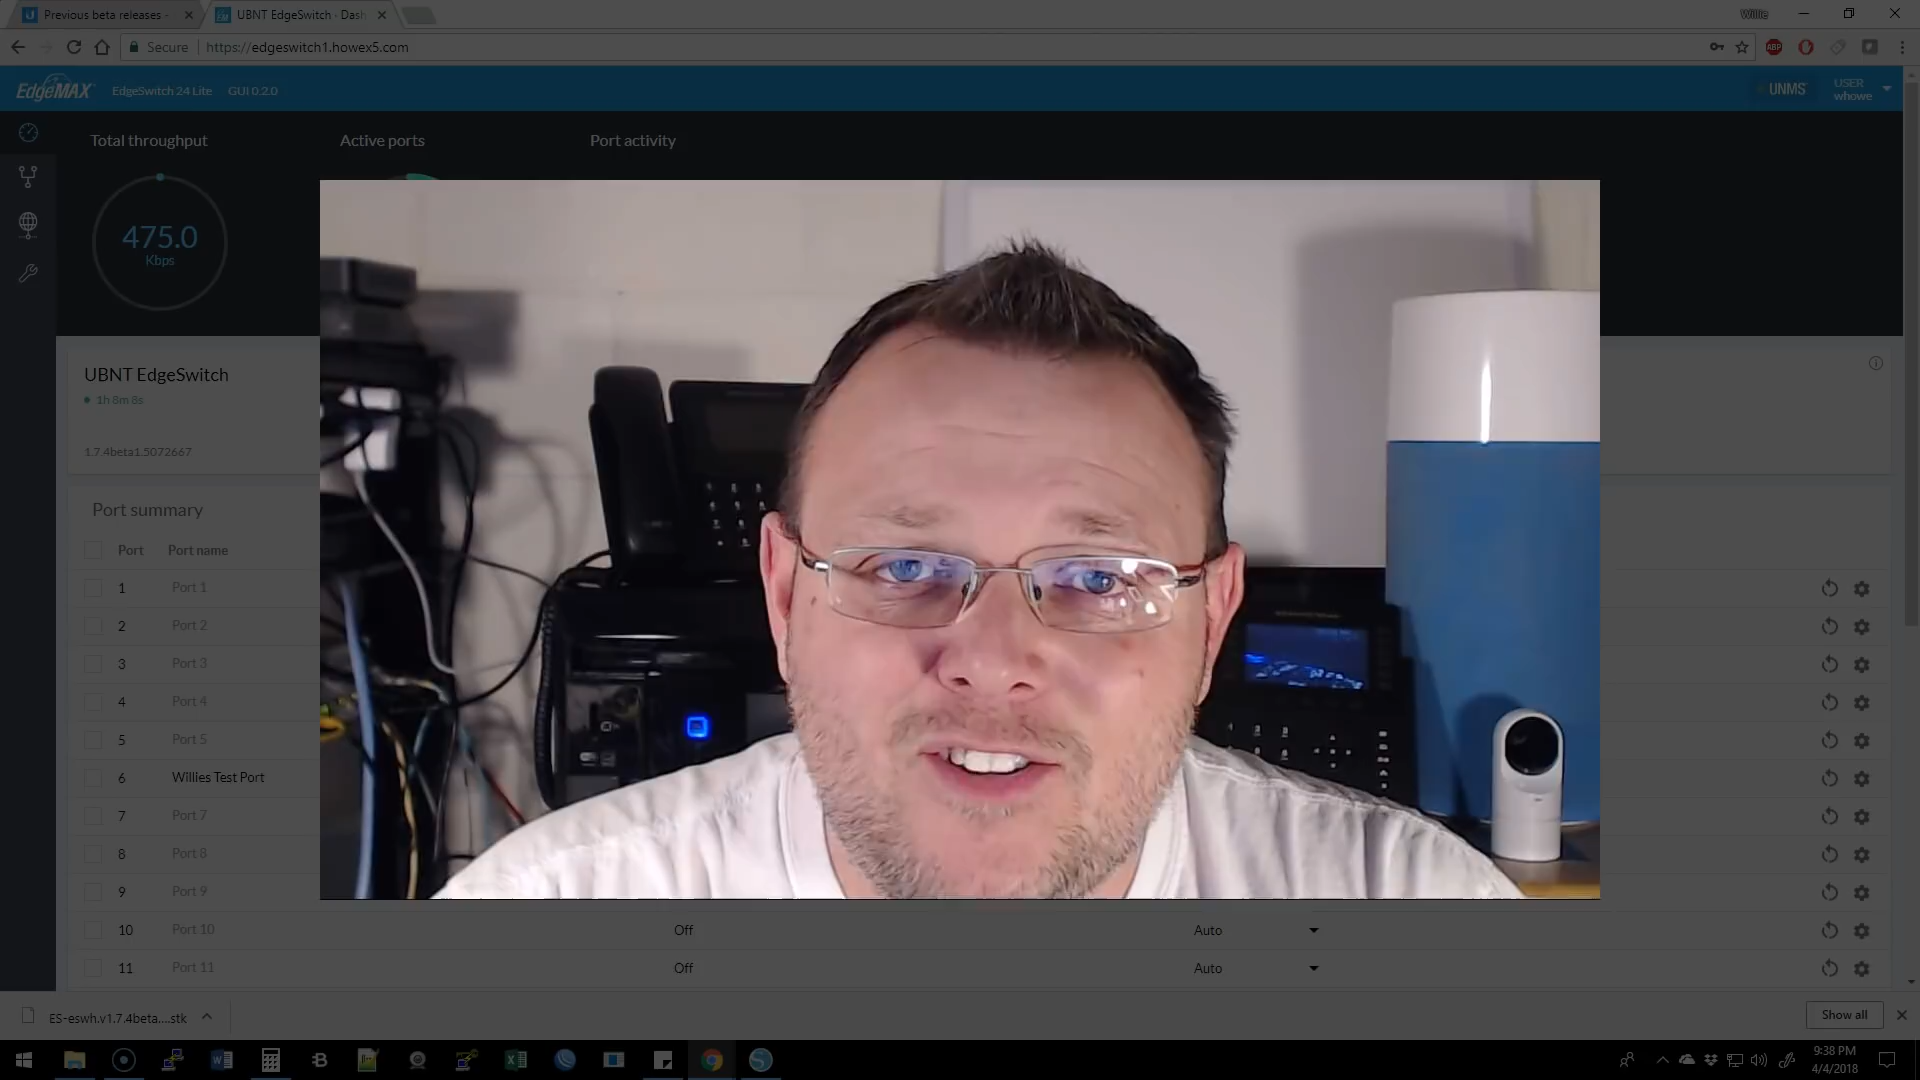 Previous beta releases -
UBNT EdgeSwitch - Dash
Willie
Secure
https://edgeswitch1.howex5.com
ABP
EdgeMAX
EdgeSwitch 24 Lite
GUI 0.2.0
UNMS
USER
whowe
Total throughput
Active ports
Port activity
475.0
Kbps
UBNT EdgeSwitch
1h 8m 8s
1.7.4beta1.5072667
Port summary
Port
Port name
1 Port 1
2 Port 2
3 Port 3
4 Port 4
5 Port 5
6 Willies Test Port
7 Port 7
8 Port 8
9 Port 9
10 Port 10 Off Auto
11 Port 11 Off Auto
ES-eswh.v1.7.4beta....stk
Show all
9:38 PM
4/4/2018